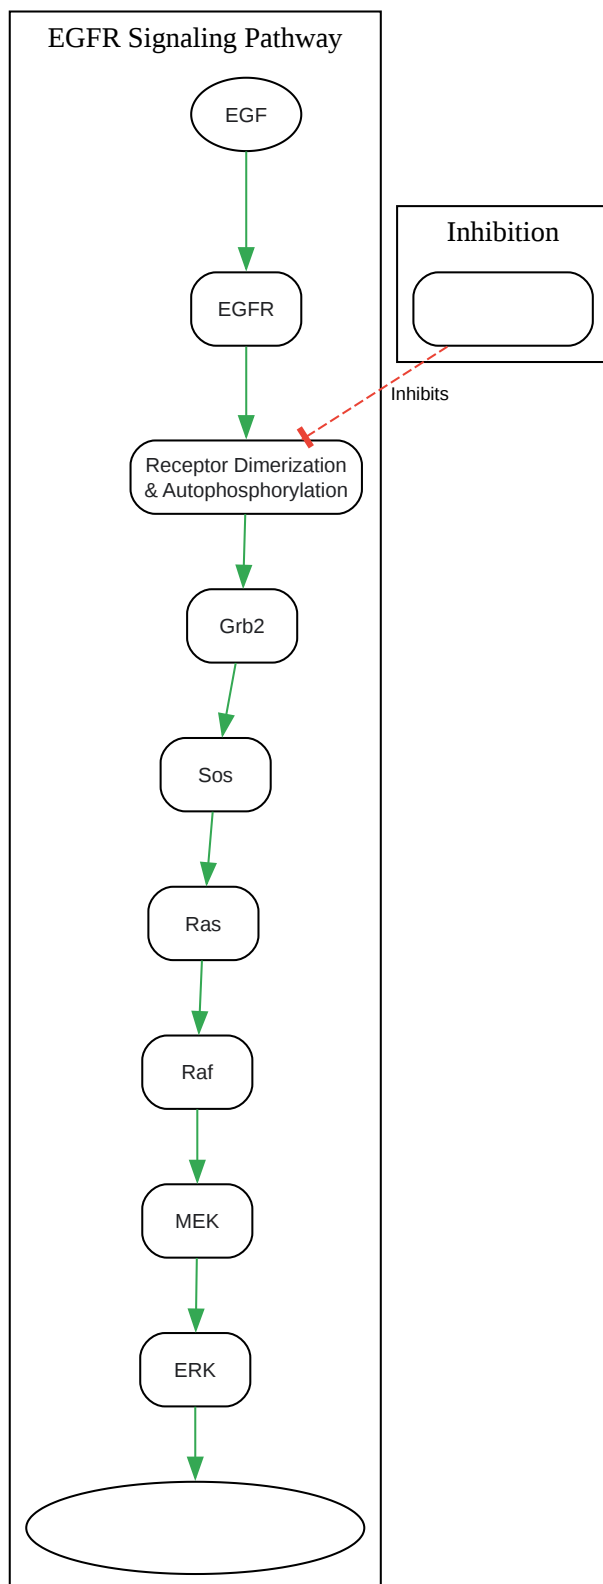 EGFR Signaling Pathway
EGF
Inhibition
EGFR
Inhibits
Receptor Dimerization
& Autophosphorylation
Grb2
Sos
Ras
Raf
MEK
ERK